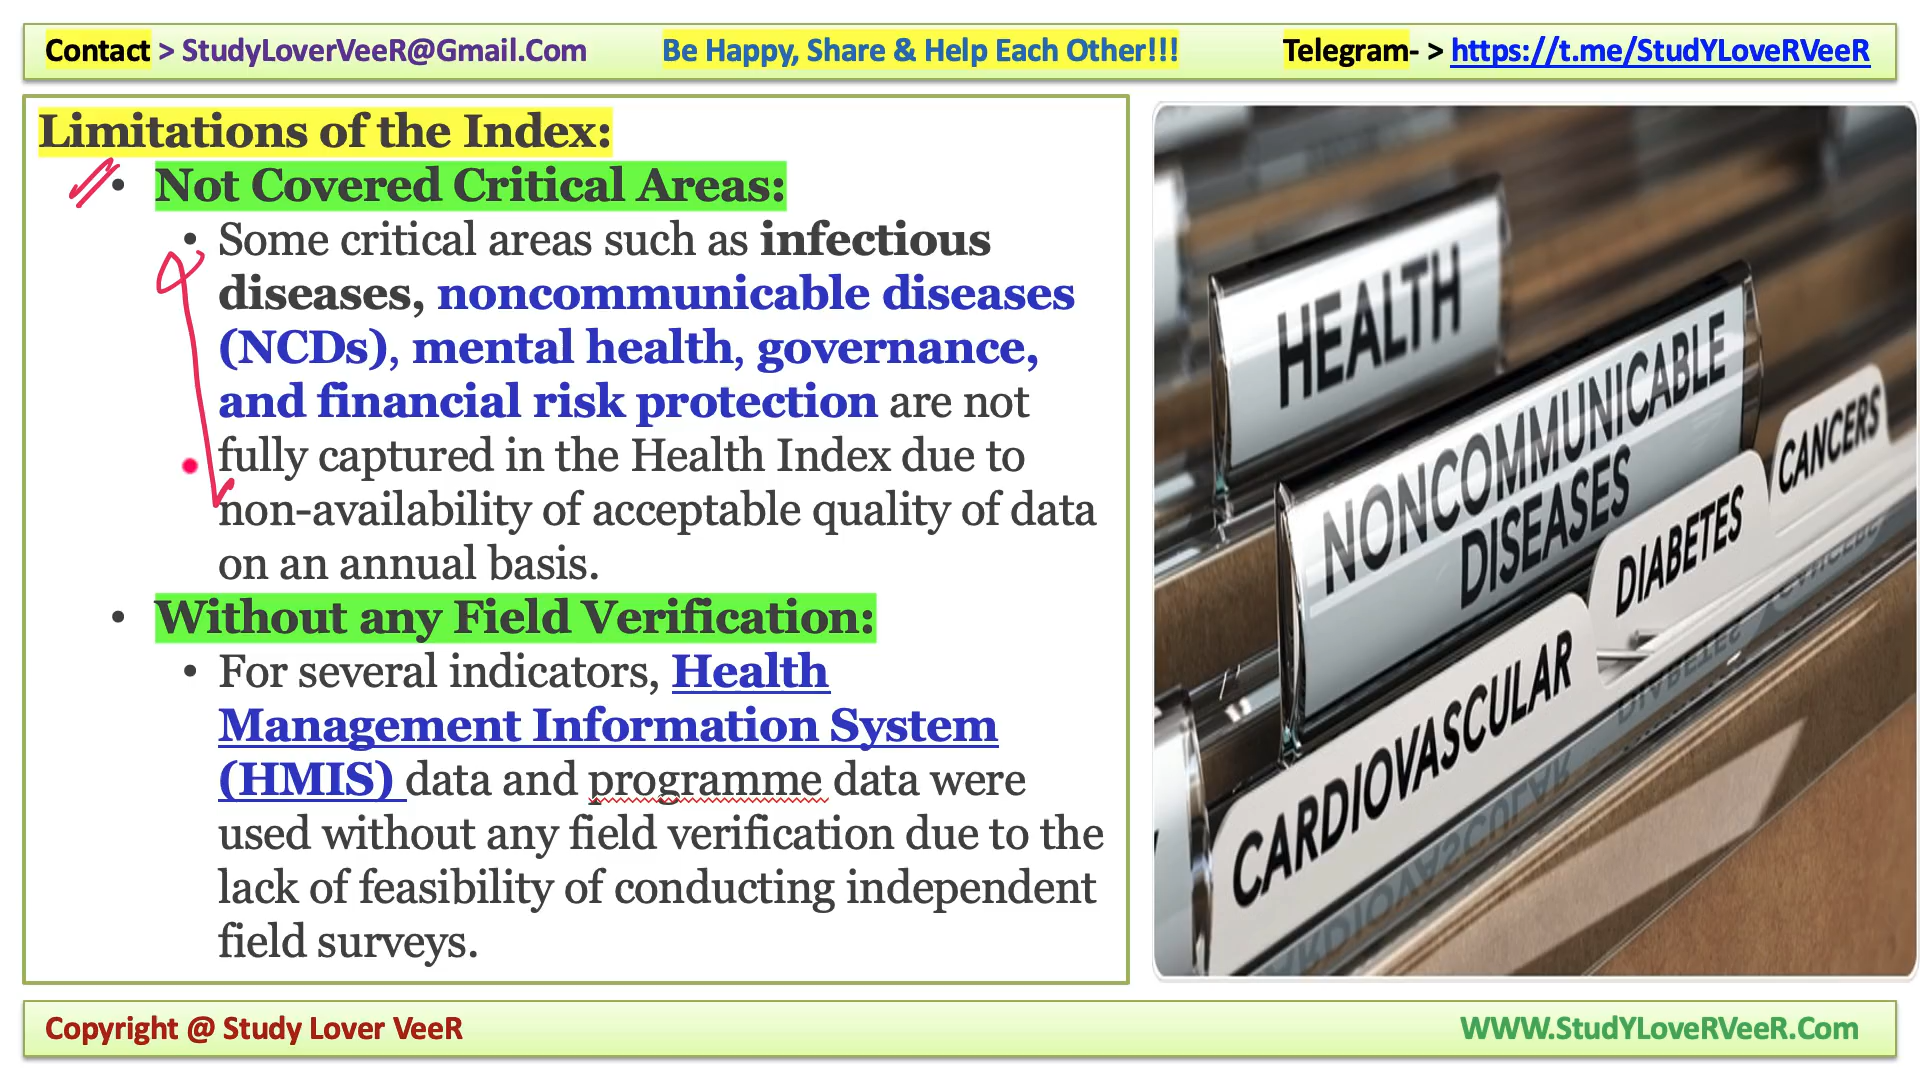 Contact > StudyLoverVeeR@Gmail.Com
Be Happy, Share & Help Each Other!!!
Telegram- > https://t.me/StudYLoveRVeeR
Limitations of the Index:
• Not Covered Critical Areas:
• Some critical areas such as infectious
diseases, noncommunicable diseases
(NCDs), mental health, governance,
and financial risk protection are not
fully captured in the Health Index due to
non-availability of acceptable quality of data
on an annual basis.
• Without any Field Verification:
• For several indicators, Health
Management Information System
(HMIS) data and programme data were
used without any field verification due to the
lack of feasibility of conducting independent
field surveys.
HEALTH
NONCOMMUNICABLE
DISEASES
CANCERS
DIABETES
CARDIOVASCULAR
Copyright @ Study Lover VeeR
WWW.StudYLoveRVeeR.Com